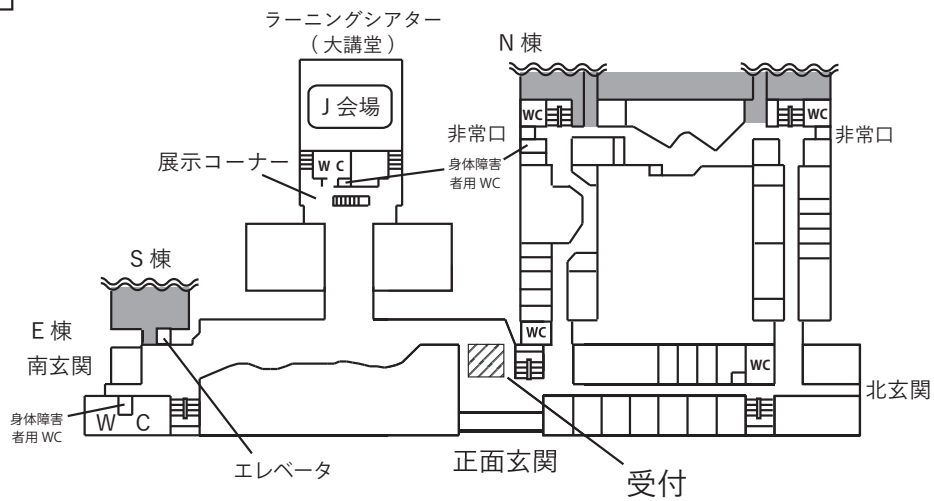 ラーニングシアター
( 大講堂 )
N 棟
J 会場
WC
WC
非常口
非常口
展示コーナー
W C
身体障害
者用 WC
S 棟
E 棟
南玄関
WC
WC
北玄関
身体障害
者用 WC
W C
エレベータ
正面玄関
受付